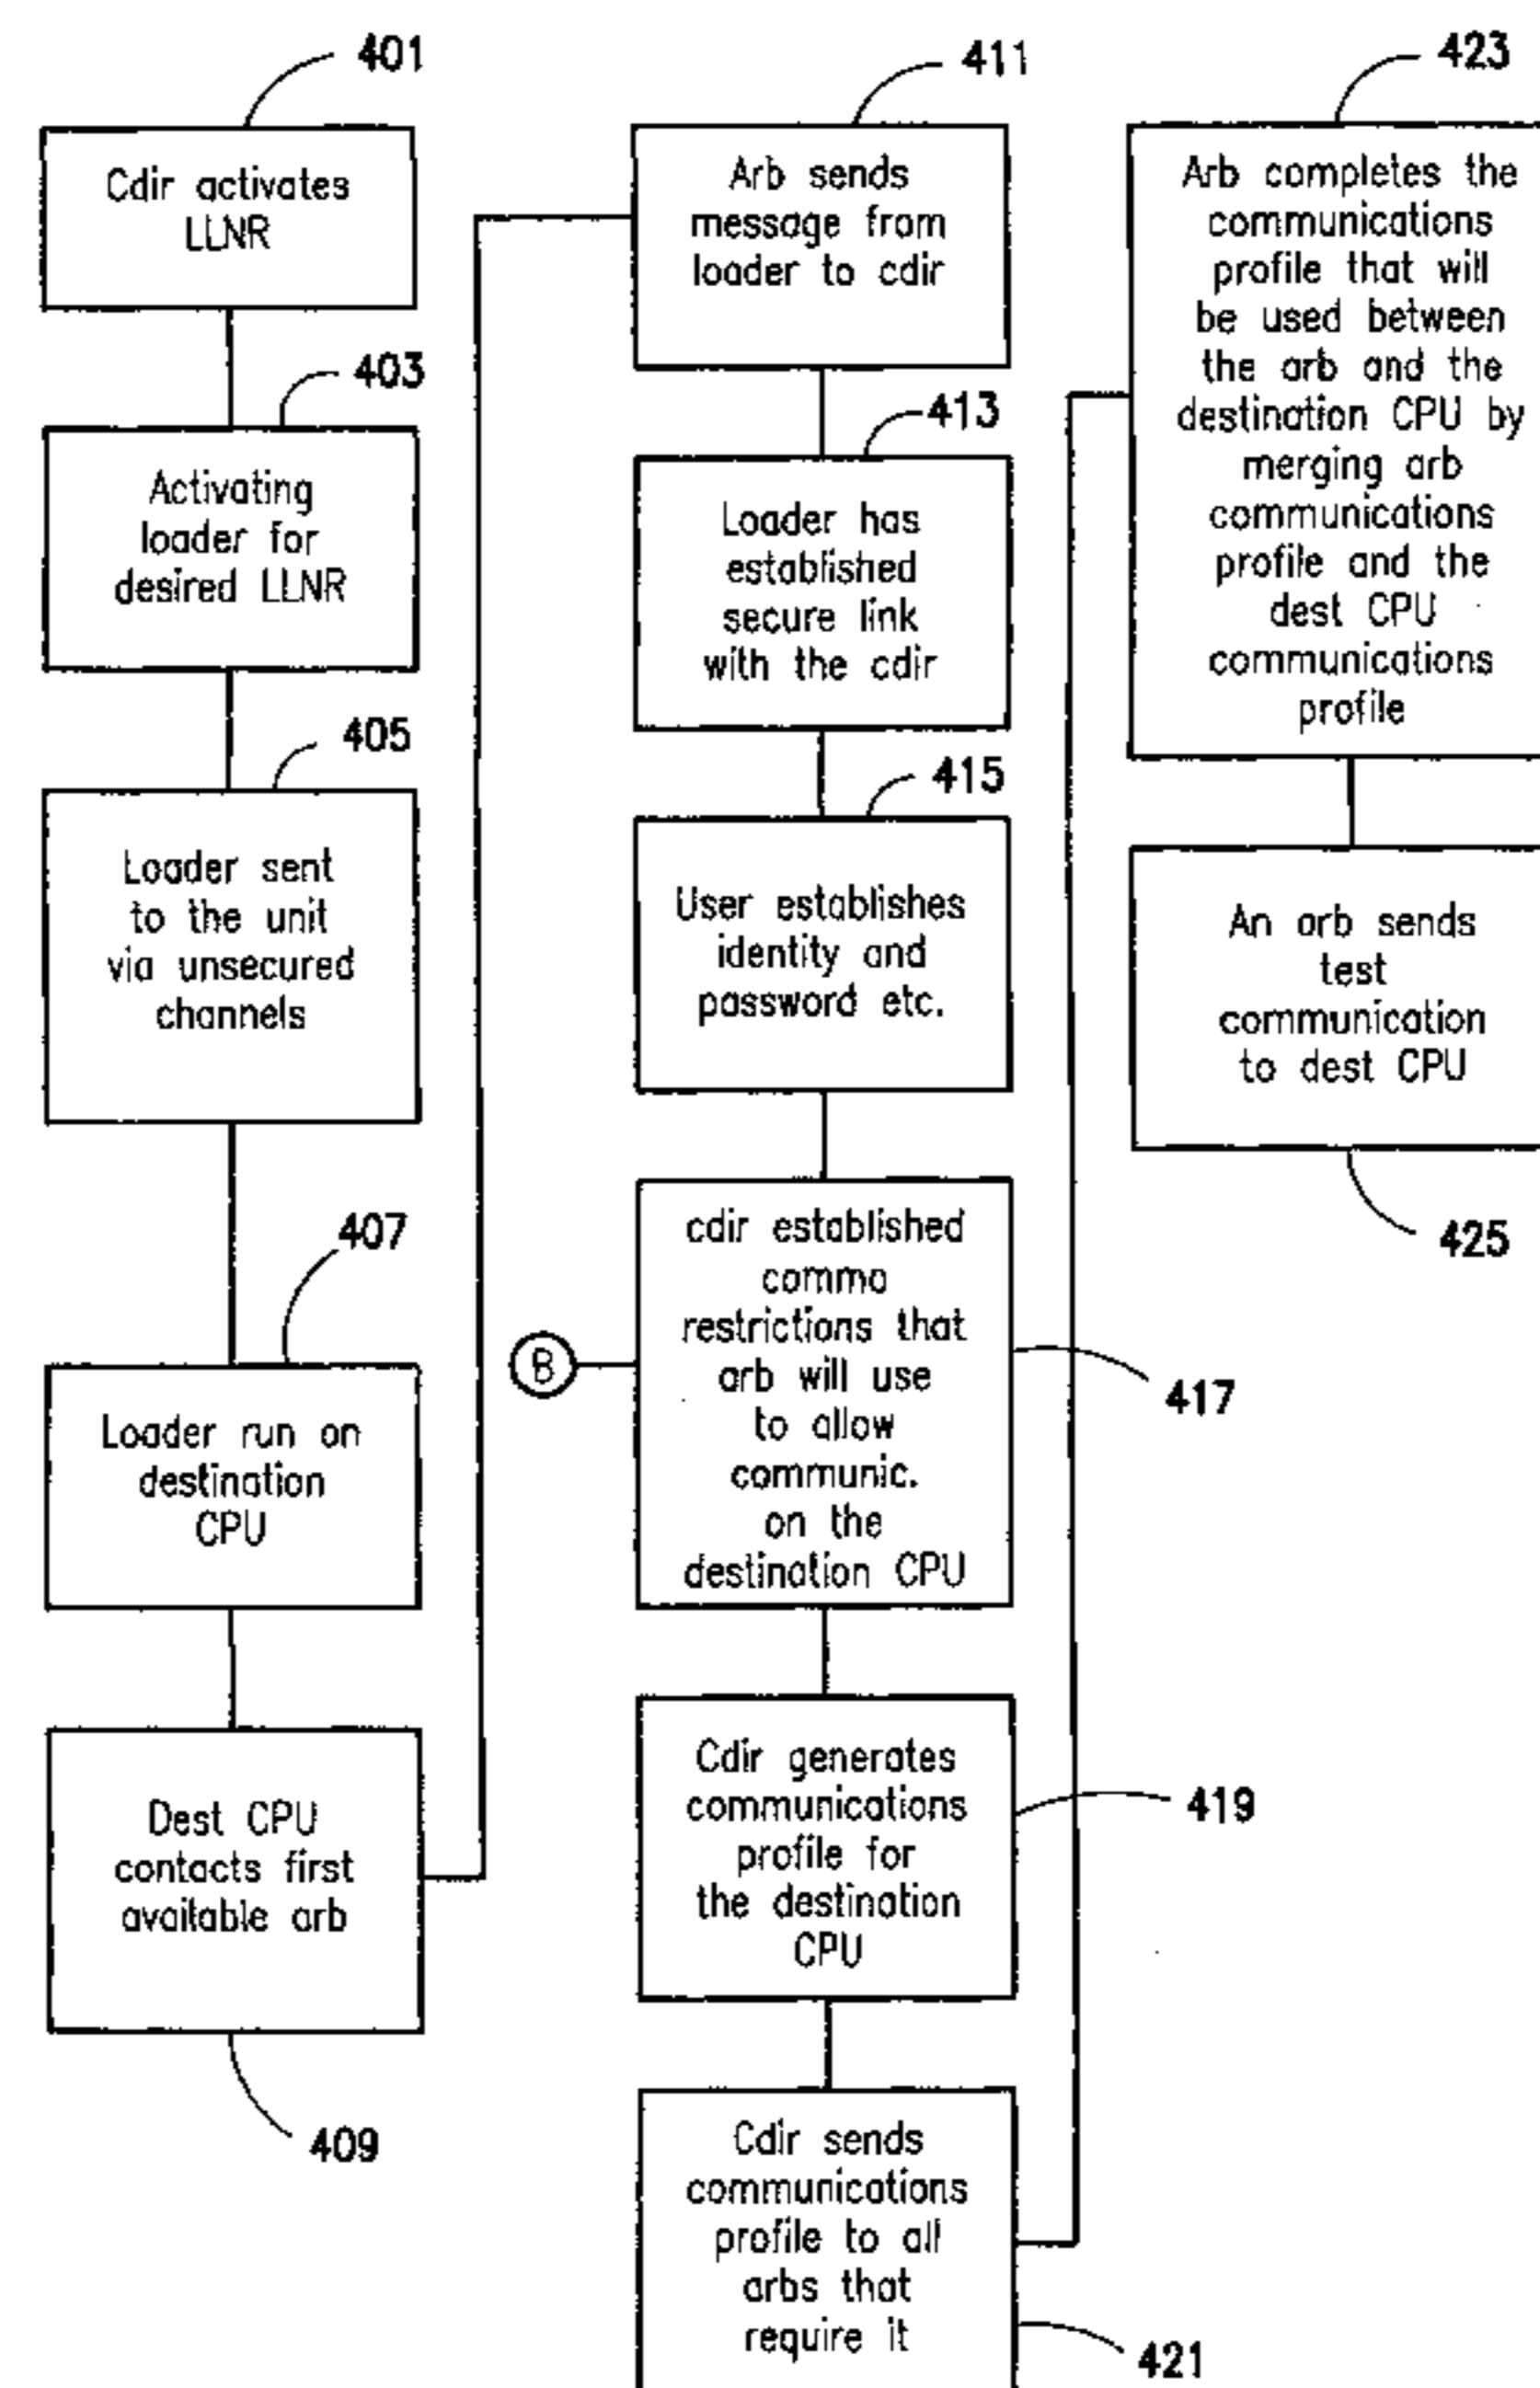 401
Cdir activates
LLNR
403
Activating
loader for
desired LLNR
405
Loader sent
to the unit
via unsecured
channels
407
Loader run on
destination
CPU
Dest CPU
contacts first
available arb
409
411
Arb sends
message from
loader to cdir
413
Loader has
established
secure link
with the cdir
415
User establishes
identity and
password etc.
B
cdir established
commo
restrictions that
arb will use
to allow
communic.
on the
destination CPU
417
Cdir generates
communications
profile for
the destination
CPU
419
Cdir sends
communications
profile to all
arbs that
require it
421
423
Arb completes the
communications
profile that will
be used between
the arb and the
destination CPU by
merging arb
communications
profile and the
dest CPU
communications
profile
An arb sends
test
communication
to dest CPU
425